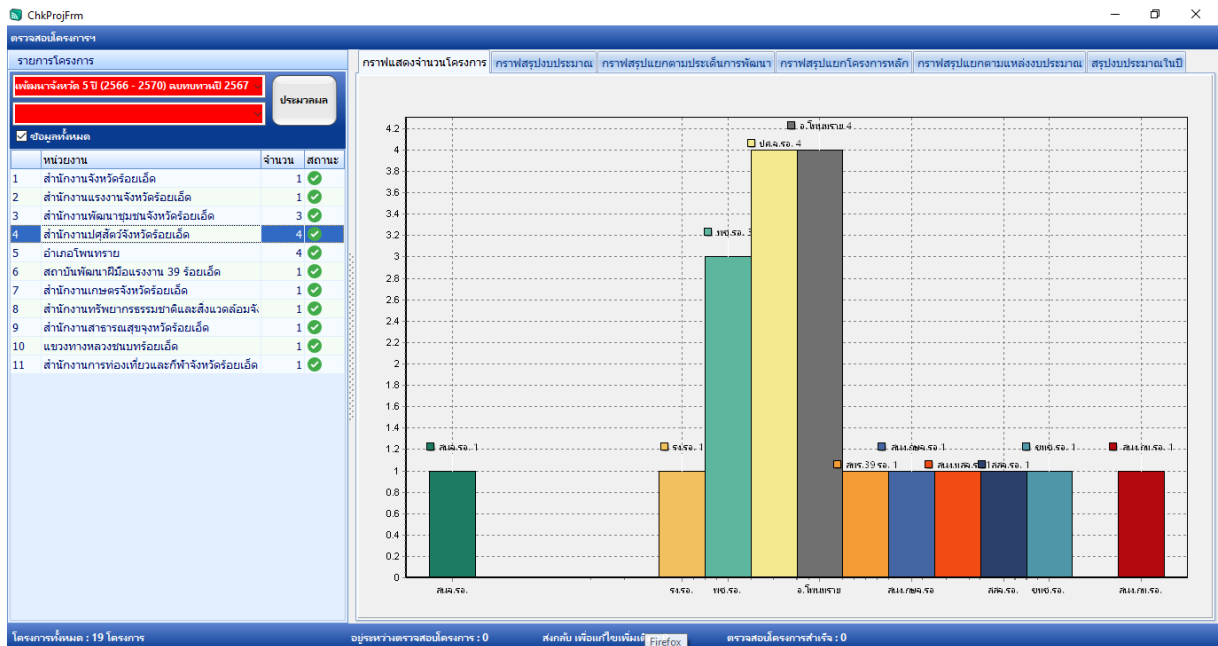 ChkProjFrm
ตรวจสอบโครงการฯ
รายการโครงการ
พัฒนาจังหวัด 5 ปี (2566 - 2570) ฉบบทบทวนปี 2567
ประมวลผล
ข้อมูลทั้งหมด
หน่วยงาน จำนวน สถานะ
1 สำนักงานจังหวัดร้อยเอ็ด 1
2 สำนักงานแรงงานจังหวัดร้อยเอ็ด 1
3 สำนักงานพัฒนาชุมชนจังหวัดร้อยเอ็ด 3
4 สำนักงานปศุสัตว์จังหวัดร้อยเอ็ด 4
5 อำเภอโพนทราย 4
6 สถาบันพัฒนาฝีมือแรงงาน 39 ร้อยเอ็ด 1
7 สำนักงานเกษตรจังหวัดร้อยเอ็ด 1
8 สำนักงานทรัพยากรธรรมชาติและสิ่งแวดล้อมจั 1
9 สำนักงานสาธารณสุขจุงหวัดร้อยเอ็ด 1
10 แขวงทางหลวงชนบทร้อยเอ็ด 1
11 สำนักงานการท่องเที่ยวและกีฬาจังหวัดร้อยเอ็ด 1
กราฟแสดงจำนวนโครงการ กราฟสรุปงบประมาณ กราฟสรุปแยกตามประเด็นการพัฒนา กราฟสรุปแยกโครงการหลัก กราฟสรุปแยกตามแหล่งงบประมาณ สรุปงบประมาณในปี
4.2
4
3.8
3.6
3.4
3.2
3
2.8
2.6
2.4
2.2
2
1.8
1.6
1.4
1.2
1
0.8
0.6
0.4
0.2
0
อ.โพนทราย 4
ปศ.จ.รอ. 4
พช.รอ. 3
สนจ.รอ. 1
รง.รอ. 1
สนง.กษจ.รอ 1
ขทช.รอ. 1
สนง.กบ.รอ. 1
สพร.39 รอ. 1
สสจ.รอ. 1
สนจ.รอ. รง.รอ. พช.รอ. อ.โพนทราย สนง.กษจ.รอ สสจ.รอ. ขทช.รอ. สนง.กบ.รอ.
โครงการทั้งหมด : 19 โครงการ อยู่ระหว่างตรวจสอบโครงการ : 0 ส่งกลับ เพื่อแก้ไขเพิ่มเติ ตรวจสอบโครงการสำเร็จ : 0
Firefox